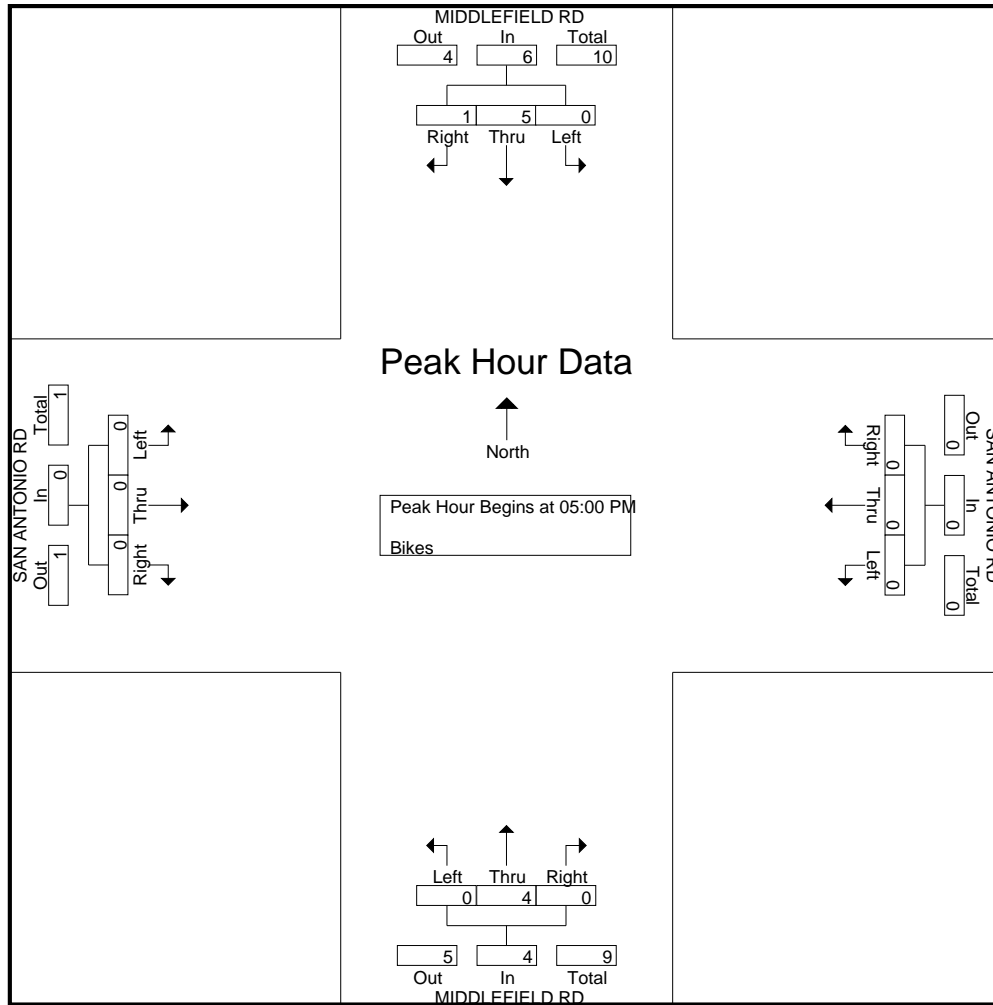 MIDDLEFIELD RD
Out In Total
4 6 10
1 5 0
Right Thru Left
Peak Hour Data
North
Peak Hour Begins at 05:00 PM
Bikes
SAN ANTONIO RD
Out In Total
1 0 1
Right Thru Left
0 0 0
SAN ANTONIO RD
Out In Total
0 0 0
Right Thru Left
0 0 0
Left Thru Right
0 4 0
5 4 9
Out In Total
MIDDLEFIELD RD